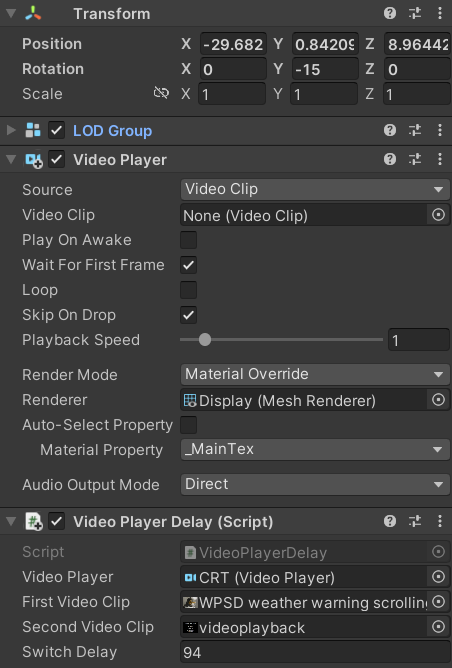 Transform
Position X -29.682 Y 0.84209 Z 8.96442
Rotation X 0 Y -15 Z 0
Scale X 1 Y 1 Z 1
LOD Group
Video Player
Source Video Clip
Video Clip None (Video Clip)
Play On Awake
Wait For First Frame
Loop
Skip On Drop
Playback Speed 1
Render Mode Material Override
Renderer Display (Mesh Renderer)
Auto-Select Property
Material Property _MainTex
Audio Output Mode Direct
Video Player Delay (Script)
Script VideoPlayerDelay
Video Player CRT (Video Player)
First Video Clip WPSD weather warning scrolling
Second Video Clip videoplayback
Switch Delay 94